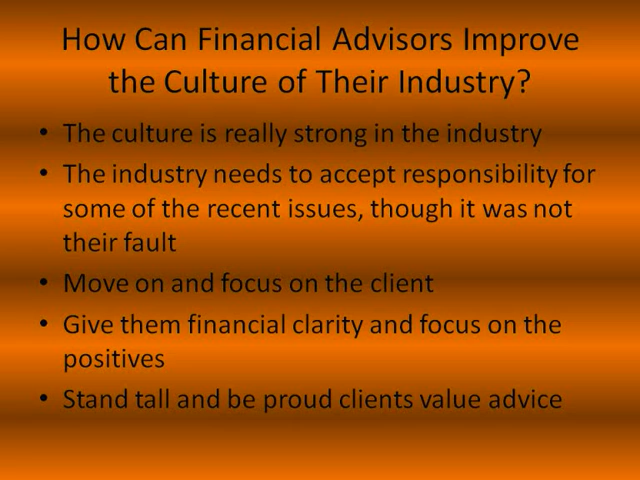 How Can Financial Advisors Improve
the Culture of Their Industry?
• The culture is really strong in the industry
• The industry needs to accept responsibility for
some of the recent issues, though it was not
their fault
• Move on and focus on the client
• Give them financial clarity and focus on the
positives
• Stand tall and be proud clients value advice